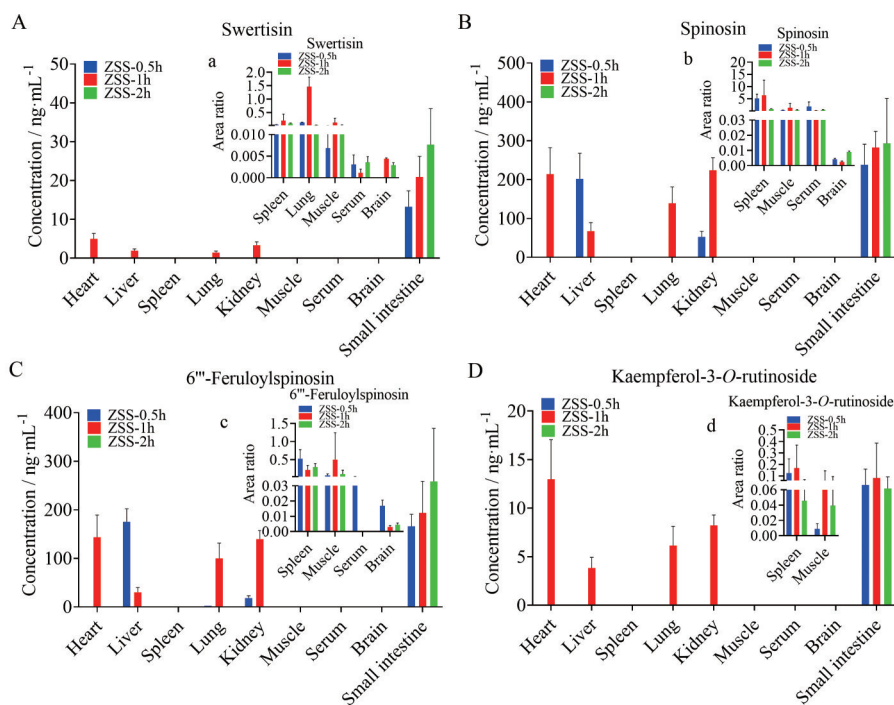 A
Swertisin
Concentration / ng·mL⁻¹
50
40
30
20
10
0
ZSS-0.5h
ZSS-1h
ZSS-2h
a
Swertisin
ZSS-0.5h
ZSS-1h
ZSS-2h
Area ratio
2.0
1.5
1.0
0.5
0.010
0.005
0.000
Spleen
Lung
Muscle
Serum
Brain
Heart
Liver
Spleen
Lung
Kidney
Muscle
Serum
Brain
Small intestine
B
Spinosin
Concentration / ng·mL⁻¹
500
400
300
200
100
0
ZSS-0.5h
ZSS-1h
ZSS-2h
b
Spinosin
ZSS-0.5h
ZSS-1h
ZSS-2h
Area ratio
25
20
15
10
5
0.03
0.02
0.01
0.00
Spleen
Muscle
Serum
Brain
Heart
Liver
Spleen
Lung
Kidney
Muscle
Serum
Brain
Small intestine
C
6'''-Feruloylspinosin
Concentration / ng·mL⁻¹
400
300
200
100
0
ZSS-0.5h
ZSS-1h
ZSS-2h
c
6'''-Feruloylspinosin
ZSS-0.5h
ZSS-1h
ZSS-2h
Area ratio
1.5
1.0
0.5
0.03
0.02
0.01
0.00
Spleen
Muscle
Serum
Brain
Heart
Liver
Spleen
Lung
Kidney
Muscle
Serum
Brain
Small intestine
D
Kaempferol-3-O-rutinoside
Concentration / ng·mL⁻¹
20
15
10
5
0
ZSS-0.5h
ZSS-1h
ZSS-2h
d
Kaempferol-3-O-rutinoside
ZSS-0.5h
ZSS-1h
ZSS-2h
Area ratio
0.5
0.4
0.3
0.2
0.1
0.06
0.04
0.02
0.00
Spleen
Muscle
Heart
Liver
Spleen
Lung
Kidney
Muscle
Serum
Brain
Small intestine